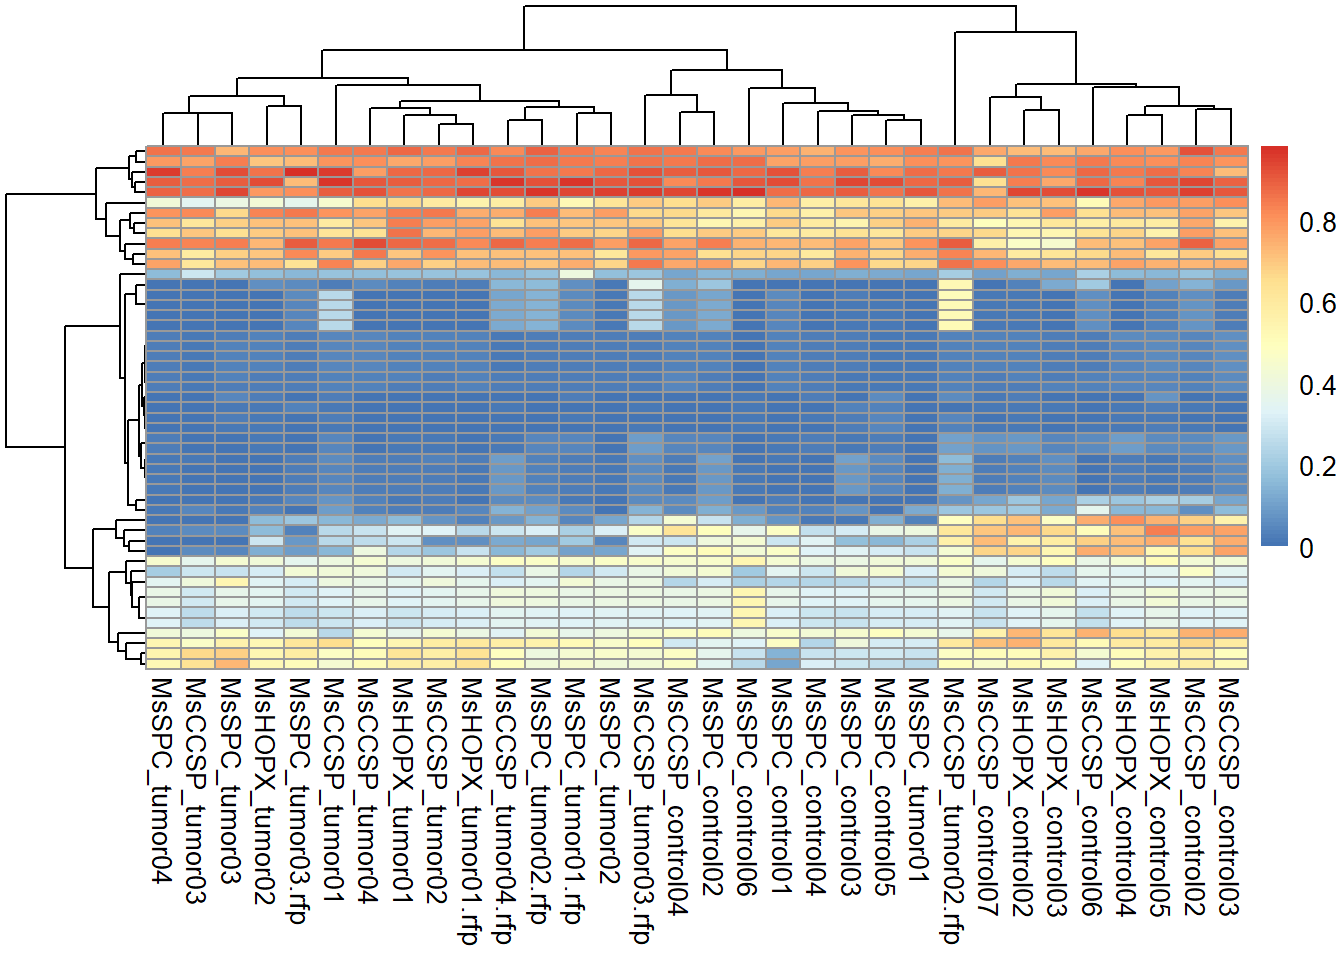 0.8
0.6
0.4
0.2
0
MsSPC_tumor04
MsCCSP_tumor03
MsSPC_tumor03
MsHOPX_tumor02
MsSPC_tumor03.rfp
MsCCSP_tumor01
MsCCSP_tumor04
MsHOPX_tumor01
MsCCSP_tumor02
MsHOPX_tumor01.rfp
MsCCSP_tumor04.rfp
MsSPC_tumor02.rfp
MsSPC_tumor01.rfp
MsSPC_tumor02
MsCCSP_tumor03.rfp
MsCCSP_control04
MsSPC_control02
MsSPC_control06
MsSPC_control01
MsSPC_control04
MsSPC_control03
MsSPC_control05
MsSPC_tumor01
MsCCSP_tumor02.rfp
MsCCSP_control07
MsHOPX_control02
MsHOPX_control03
MsCCSP_control06
MsHOPX_control04
MsHOPX_control05
MsCCSP_control02
MsCCSP_control03